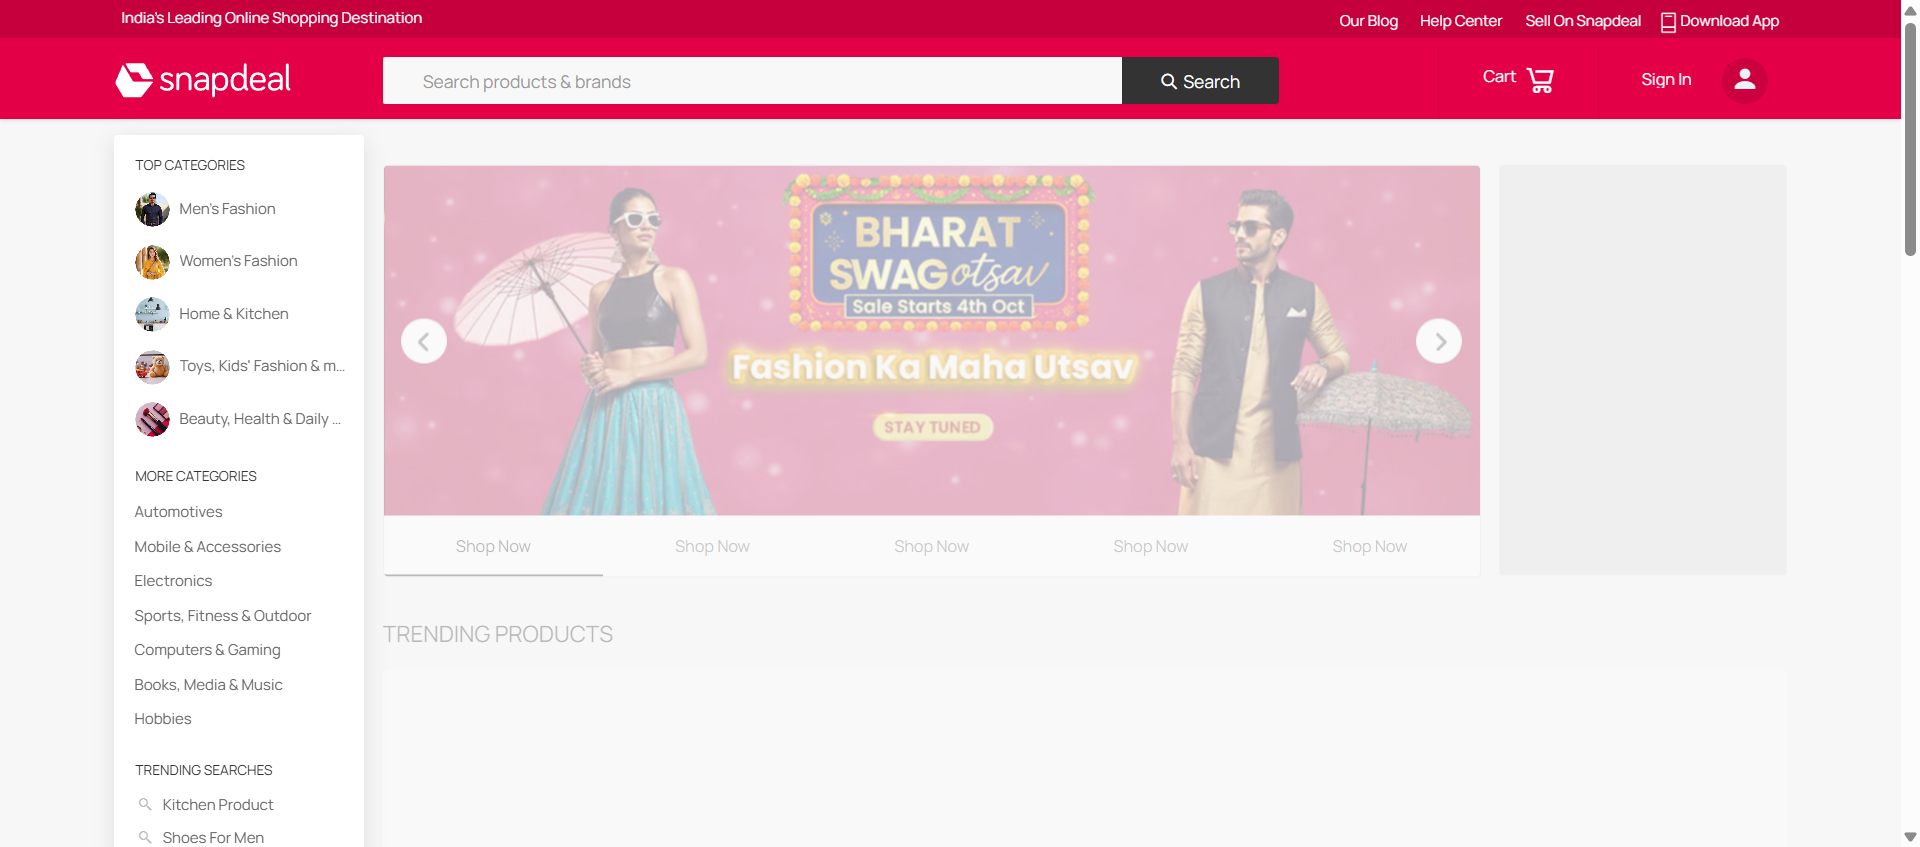 India's Leading Online Shopping Destination
Our Blog
Help Center
Sell On Snapdeal
Download App
snapdeal
Search products & brands
Search
Cart
Sign In
TOP CATEGORIES
Men's Fashion
Women's Fashion
Home & Kitchen
Toys, Kids' Fashion & m...
Beauty, Health & Daily ...
MORE CATEGORIES
Automotives
Mobile & Accessories
Electronics
Sports, Fitness & Outdoor
Computers & Gaming
Books, Media & Music
Hobbies
TRENDING SEARCHES
Kitchen Product
Shoes For Men
BHARAT
SWAGotsav
Sale Starts 4th Oct
Fashion Ka Maha Utsav
STAY TUNED
Shop Now
Shop Now
Shop Now
Shop Now
Shop Now
TRENDING PRODUCTS